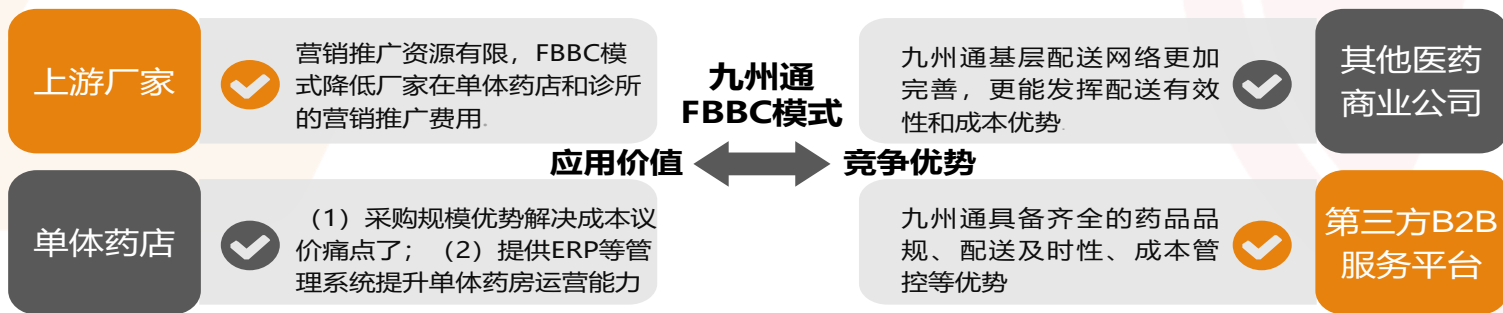 上游厂家
营销推广资源有限，FBBC模
式降低厂家在单体药店和诊所
的营销推广费用.
九州通
FBBC模式
九州通基层配送网络更加
完善，更能发挥配送有效
性和成本优势.
其他医药
商业公司
应用价值
竞争优势
单体药店
（1）采购规模优势解决成本议
价痛点了；（2）提供ERP等管
理系统提升单体药房运营能力
九州通具备齐全的药品品
规、配送及时性、成本管
控等优势
第三方B2B
服务平台